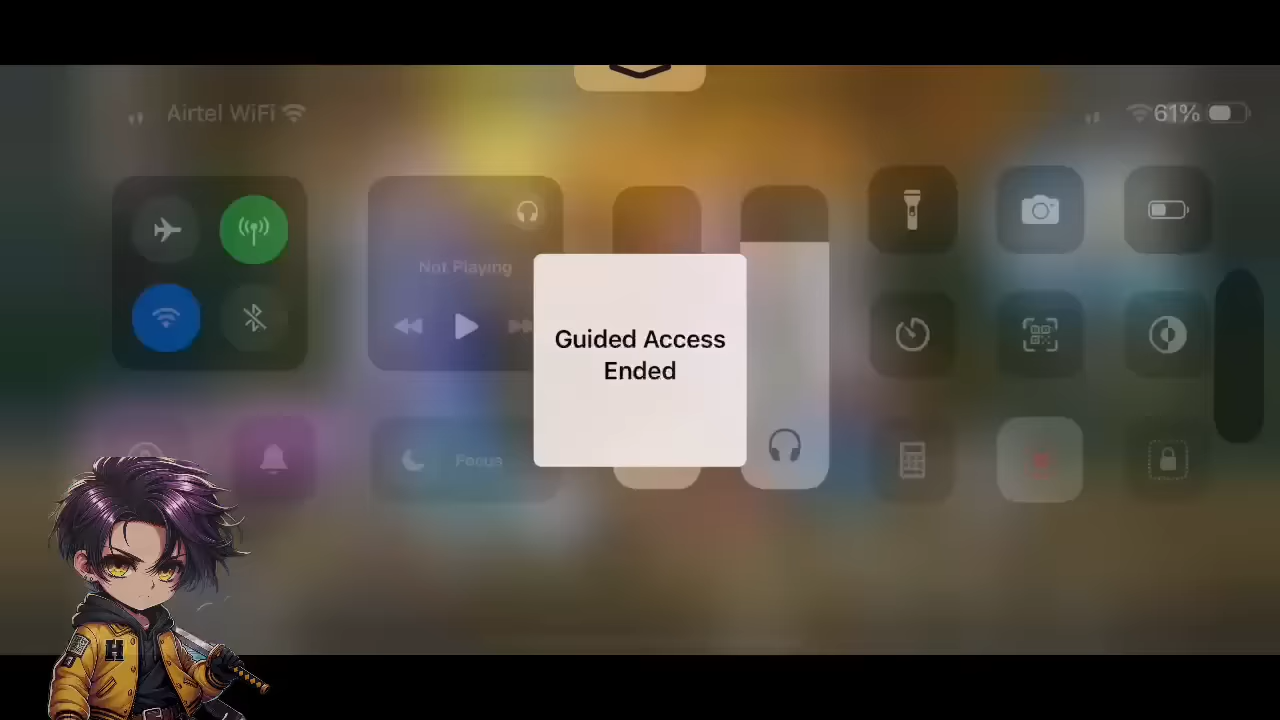 Airtel WiFi
61%
Not Playing
Guided Access
Ended
Focus
H